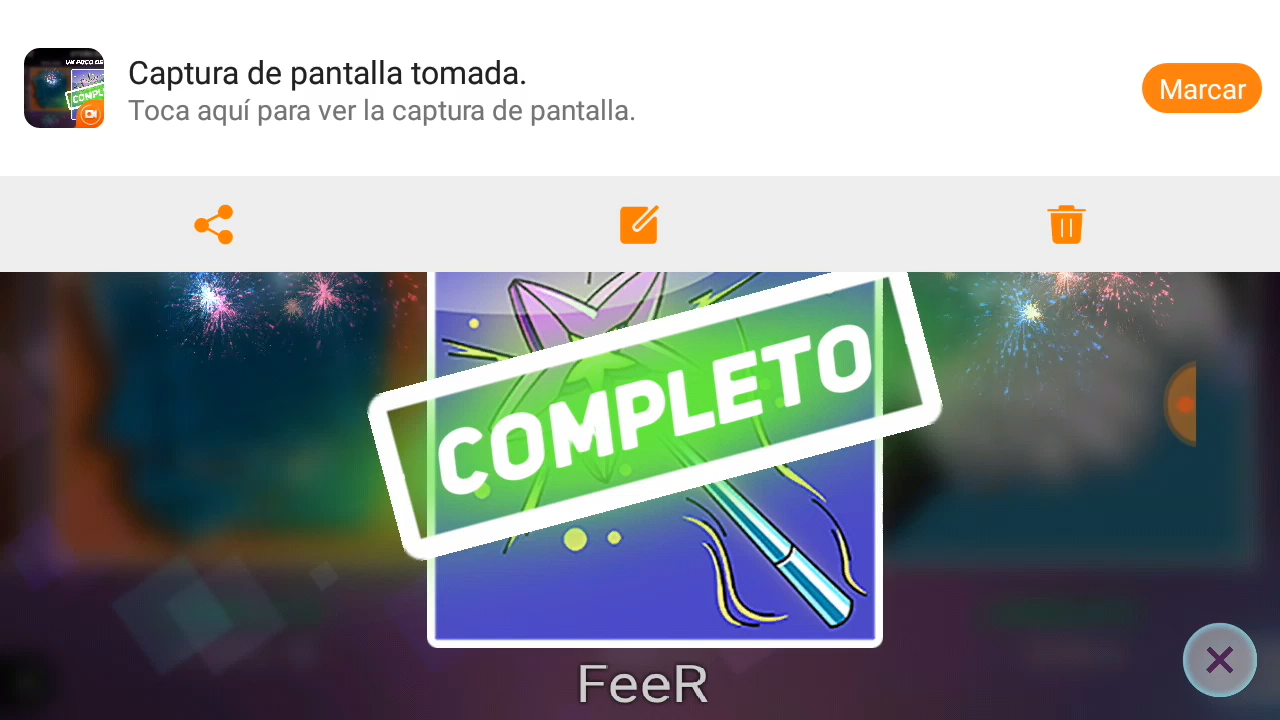 Captura de pantalla tomada.
Toca aquí para ver la captura de pantalla.
Marcar
COMPLETO
FeeR